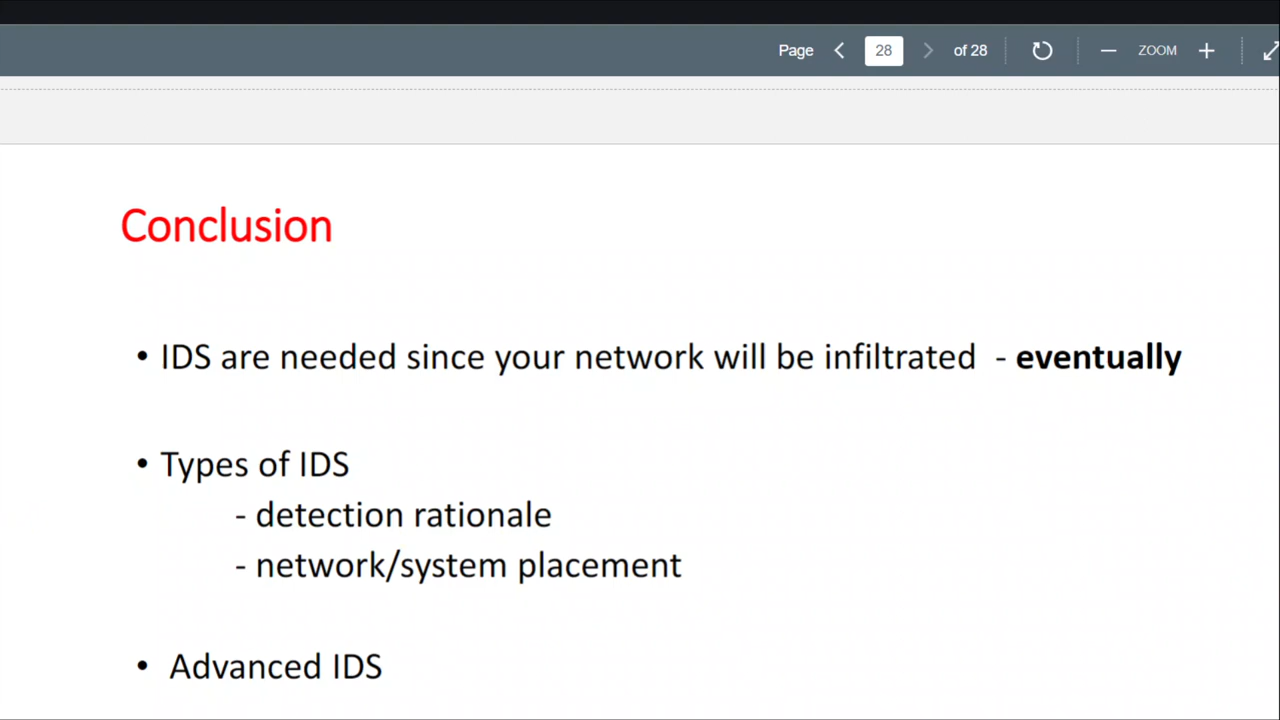 Page 28 of 28 ZOOM
Conclusion
• IDS are needed since your network will be infiltrated - eventually
• Types of IDS
- detection rationale
- network/system placement
• Advanced IDS